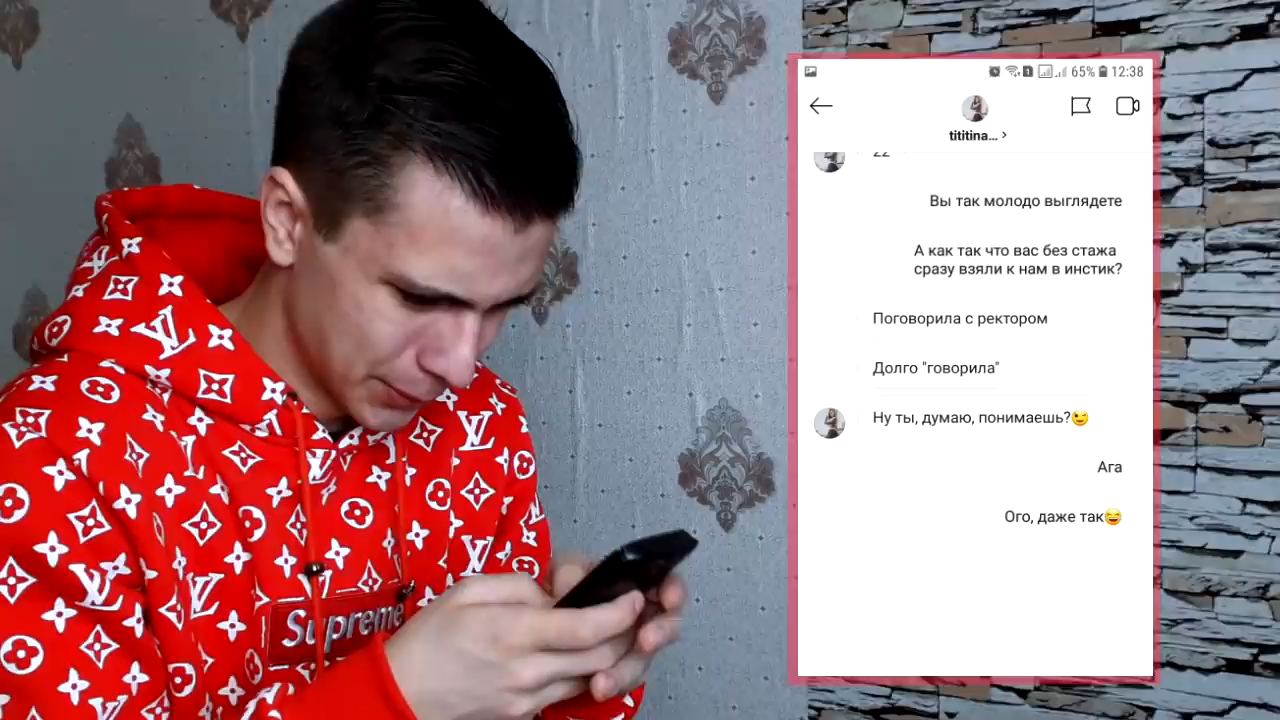 65% 12:38
tititina...
22
Вы так молодо выглядете
А как так что вас без стажа
сразу взяли к нам в инстик?
Поговорила с ректором
Долго "говорила"
Ну ты, думаю, понимаешь?😉
Ага
Ого, даже так😄
Supreme